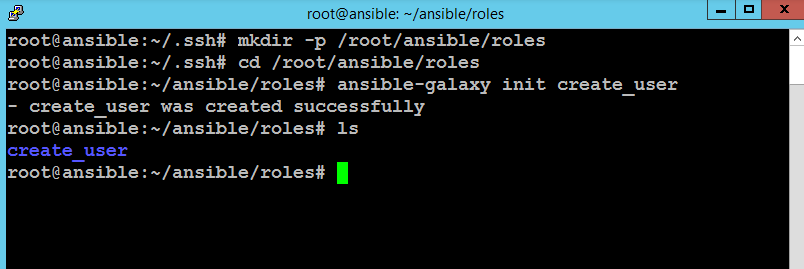 root@ansible: ~/ansible/roles
root@ansible:~/.ssh# mkdir -p /root/ansible/roles
root@ansible:~/.ssh# cd /root/ansible/roles
root@ansible:~/ansible/roles# ansible-galaxy init create_user
- create_user was created successfully
root@ansible:~/ansible/roles# ls
create_user
root@ansible:~/ansible/roles#